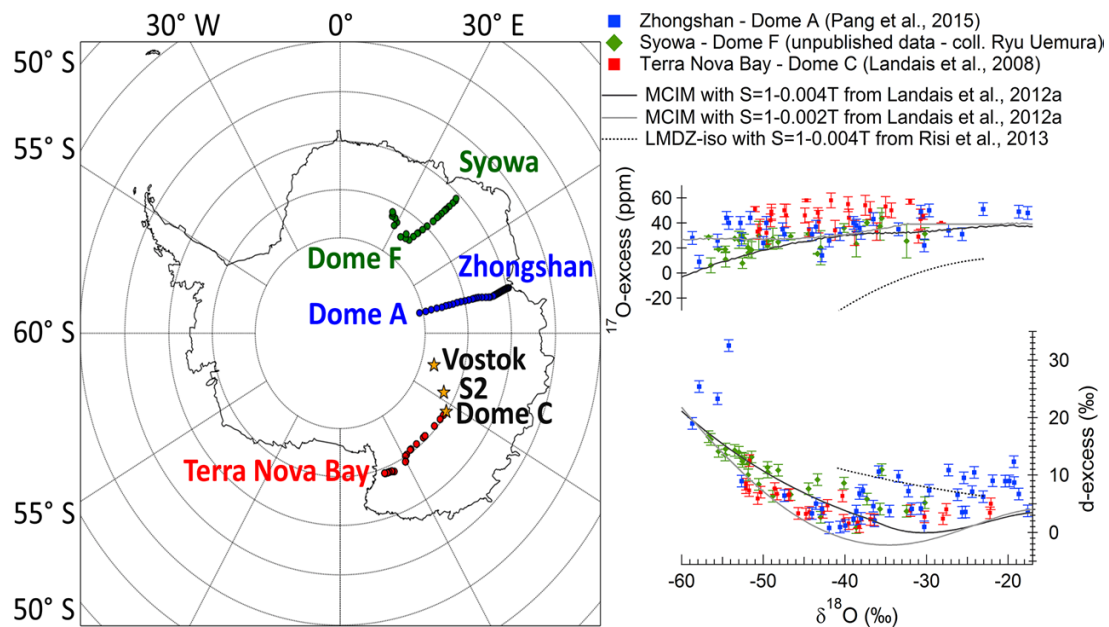 30° W
0°
30° E
50° S
50° S
55° S
55° S
60° S
55° S
55° S
50° S
50° S
Syowa
Dome F
Zhongshan
Dome A
Vostok
S2
Dome C
Terra Nova Bay
Zhongshan - Dome A (Pang et al., 2015)
Syowa - Dome F (unpublished data - coll. Ryu Uemura)
Terra Nova Bay - Dome C (Landais et al., 2008)
MCIM with S=1-0.004T from Landais et al., 2012a
MCIM with S=1-0.002T from Landais et al., 2012a
LMDZ-iso with S=1-0.004T from Risi et al., 2013
¹⁷O-excess (ppm)
60
40
20
0
-20
d-excess (‰)
30
20
10
0
-60
-50
-40
-30
-20
δ¹⁸O (‰)